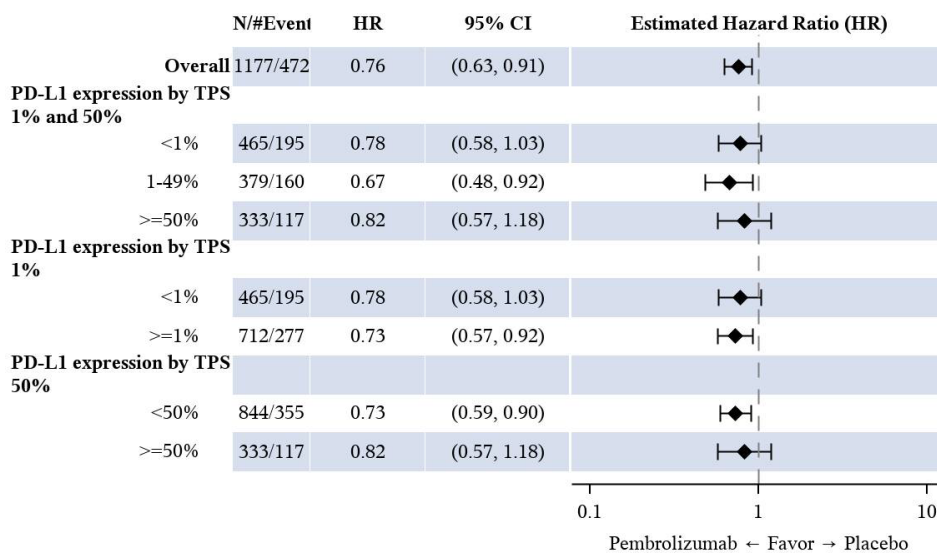 N/#Event HR 95% CI Estimated Hazard Ratio (HR)
Overall 1177/472 0.76 (0.63, 0.91)
PD-L1 expression by TPS
1% and 50%
<1% 465/195 0.78 (0.58, 1.03)
1-49% 379/160 0.67 (0.48, 0.92)
>=50% 333/117 0.82 (0.57, 1.18)
PD-L1 expression by TPS
1%
<1% 465/195 0.78 (0.58, 1.03)
>=1% 712/277 0.73 (0.57, 0.92)
PD-L1 expression by TPS
50%
<50% 844/355 0.73 (0.59, 0.90)
>=50% 333/117 0.82 (0.57, 1.18)
0.1 1 10
Pembrolizumab ← Favor → Placebo